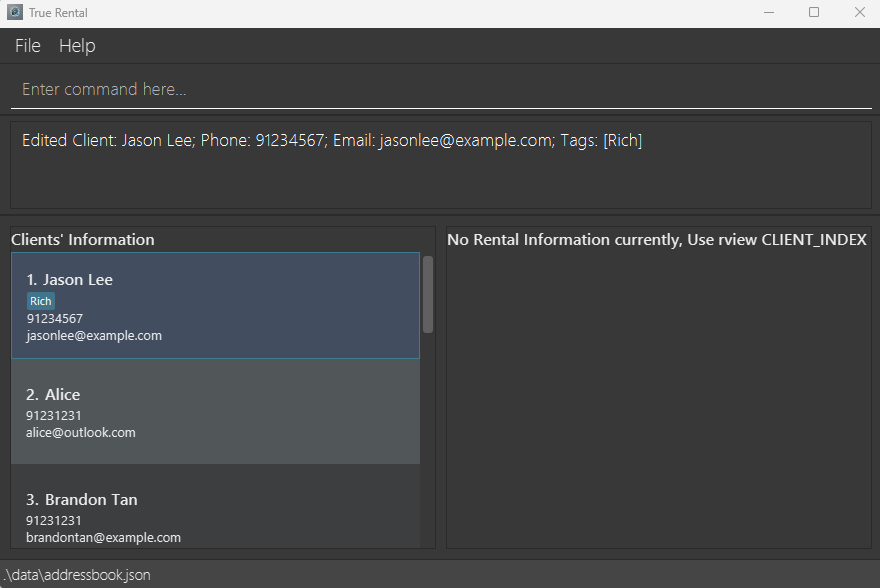 True Rental
File Help
Enter command here...
Edited Client: Jason Lee; Phone: 91234567; Email: jasonlee@example.com; Tags: [Rich]
Clients' Information
1. Jason Lee
Rich
91234567
jasonlee@example.com
2. Alice
91231231
alice@outlook.com
3. Brandon Tan
91231231
brandontan@example.com
No Rental Information currently, Use rview CLIENT_INDEX
.\data\addressbook.json